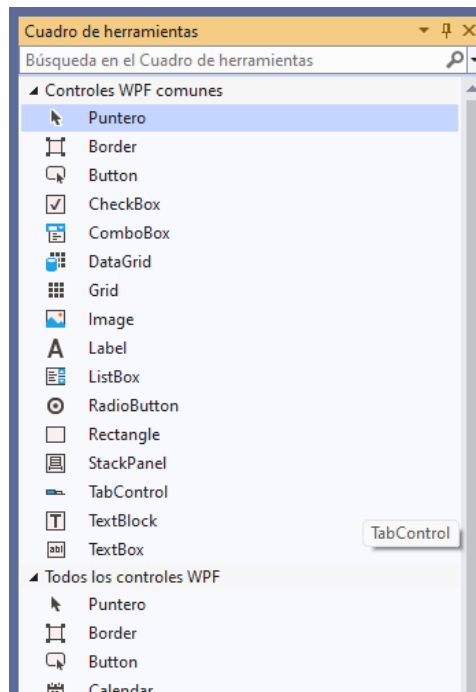 Cuadro de herramientas
Búsqueda en el Cuadro de herramientas
Controles WPF comunes
Puntero
Border
Button
CheckBox
ComboBox
DataGrid
Grid
Image
Label
ListBox
RadioButton
Rectangle
StackPanel
TabControl
TextBlock
TabControl
TextBox
Todos los controles WPF
Puntero
Border
Button
Calendar